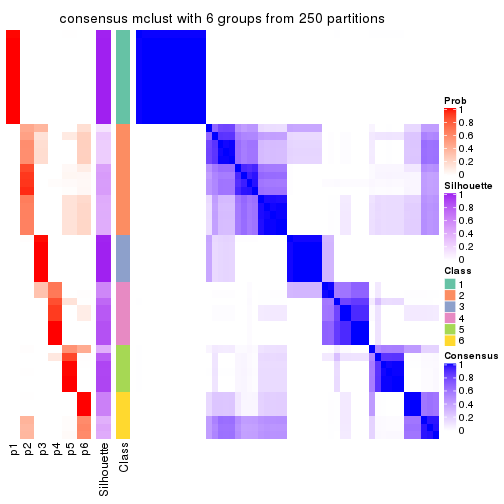 consensus mclust with 6 groups from 250 partitions
Prob
1
0.8
0.6
0.4
0.2
0
Silhouette
1
0.8
0.6
0.4
0.2
0
Class
1
2
3
4
5
6
Consensus
1
0.8
0.6
0.4
0.2
0
p1
p2
p3
p4
p5
p6
Silhouette
Class